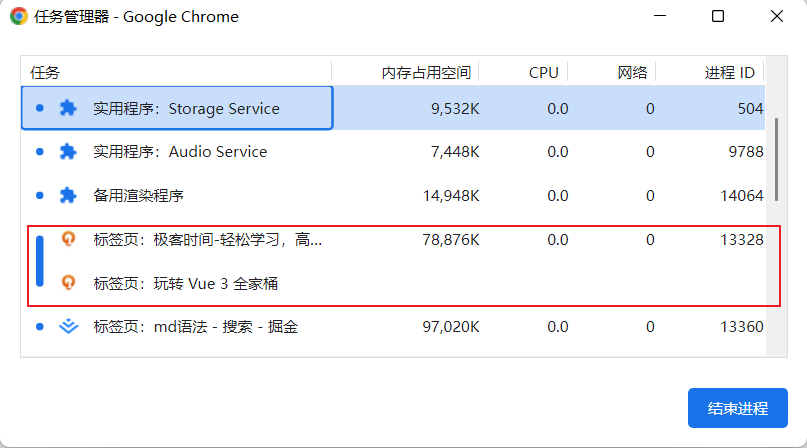 任务管理器 - Google Chrome
任务 内存占用空间 CPU 网络 进程 ID
实用程序：Storage Service 9,532K 0.0 0 504
实用程序：Audio Service 7,448K 0.0 0 9788
备用渲染程序 14,948K 0.0 0 14064
标签页：极客时间-轻松学习，高... 78,876K 0.0 0 13328
标签页：玩转 Vue 3 全家桶
标签页：md语法 - 搜索 - 掘金 97,020K 0.0 0 13360
结束进程